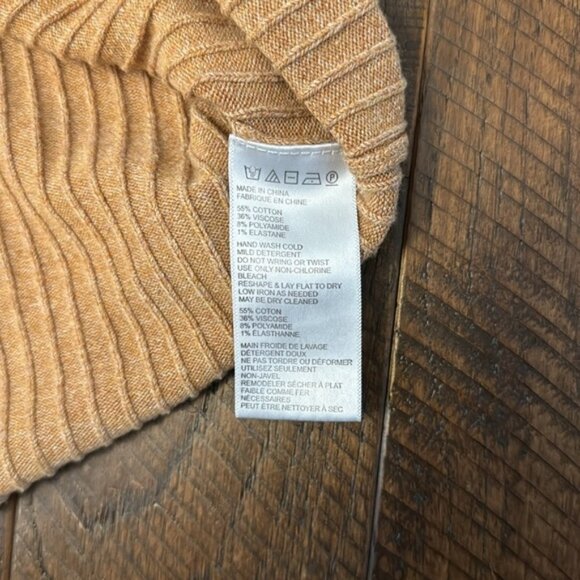 MADE IN CHINA
FABRIQUE EN CHINE
55% COTTON
36% VISCOSE
8% POLYAMIDE
1% ELASTANE
HAND WASH COLD
MILD DETERGENT
DO NOT WRING OR TWIST
USE ONLY NON-CHLORINE
BLEACH
RESHAPE & LAY FLAT TO DRY
LOW IRON AS NEEDED
MAY BE DRY CLEANED
55% COTON
36% VISCOSE
8% POLYAMIDE
1% ÉLASTHANNE
MAIN FROIDE DE LAVAGE
DÉTERGENT DOUX
NE PAS TORDRE OU DÉFORMER
UTILISEZ SEULEMENT
NON-JAVEL
REMODELER SÉCHER À PLAT
FAIBLE COMME FER
NÉCESSAIRES
PEUT ÊTRE NETTOYER À SEC